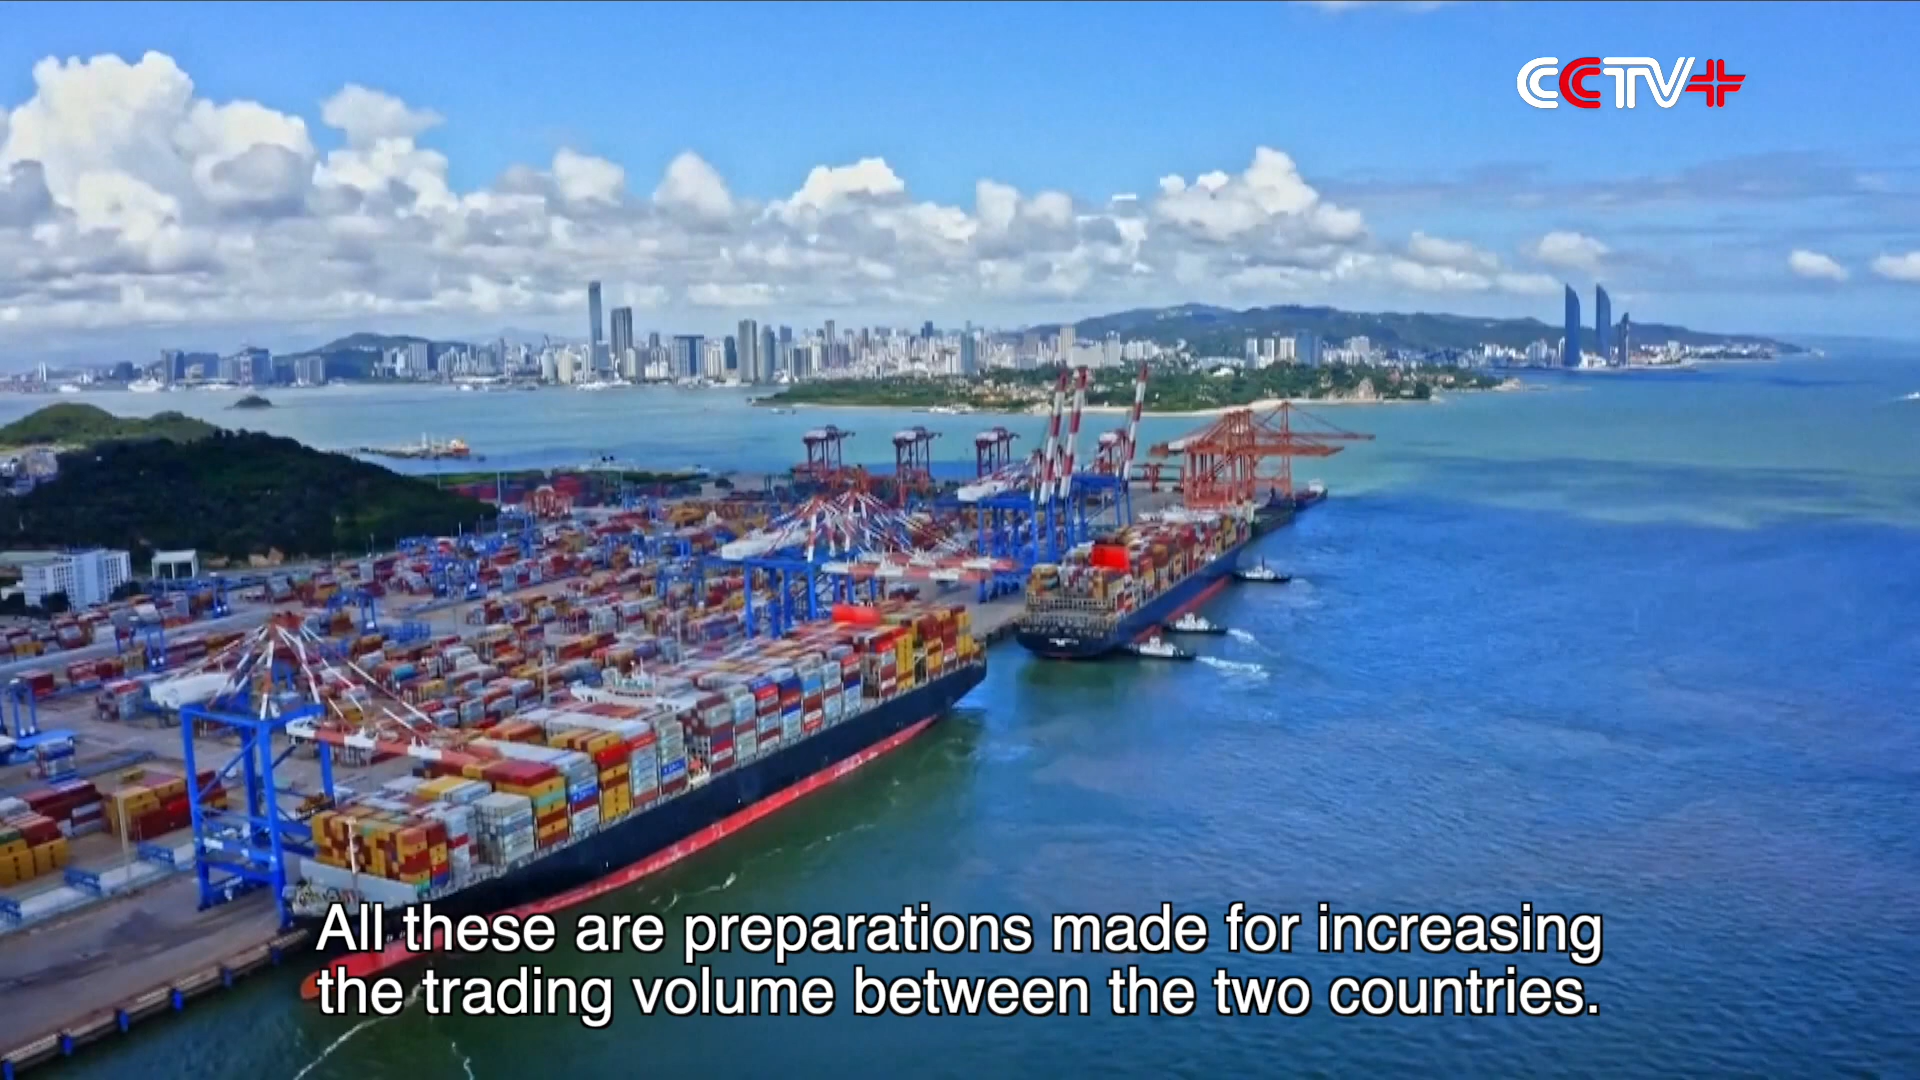 CCTV+
All these are preparations made for increasing
the trading volume between the two countries.